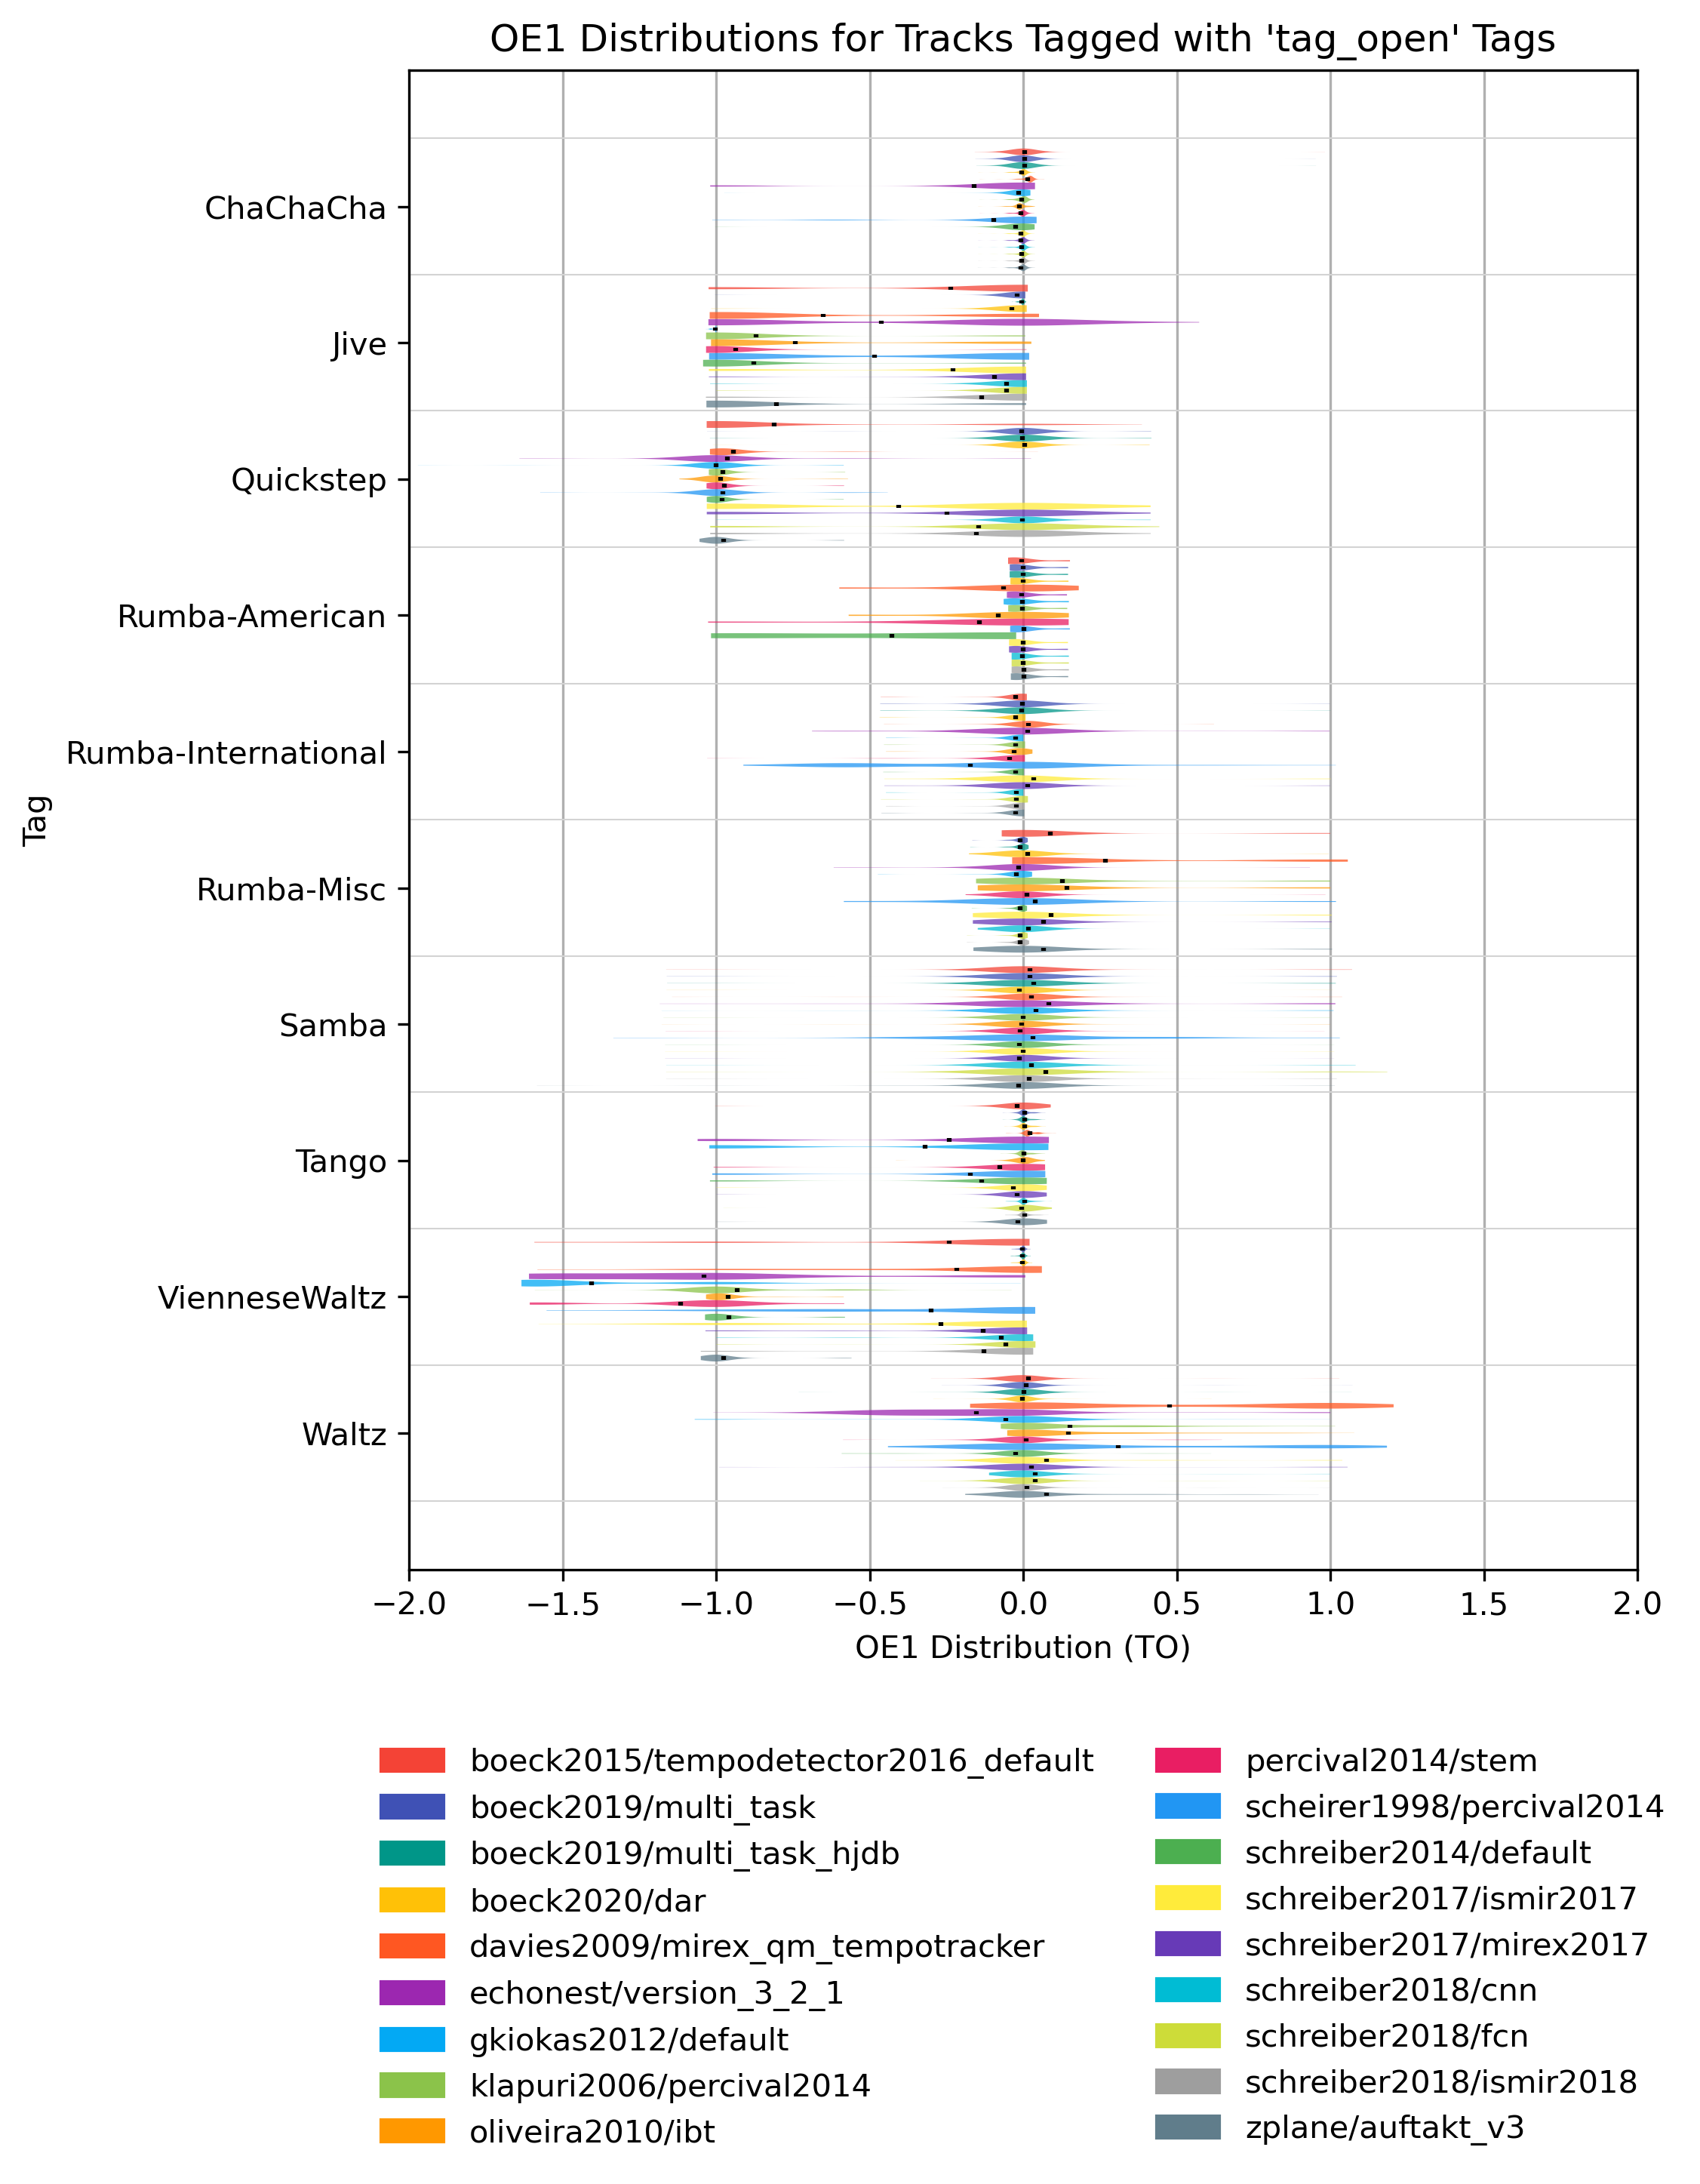 OE1 Distributions for Tracks Tagged with 'tag_open' Tags
Tag
ChaChaCha
Jive
Quickstep
Rumba-American
Rumba-International
Rumba-Misc
Samba
Tango
VienneseWaltz
Waltz
−2.0 −1.5 −1.0 −0.5 0.0 0.5 1.0 1.5 2.0
OE1 Distribution (TO)
boeck2015/tempodetector2016_default
boeck2019/multi_task
boeck2019/multi_task_hjdb
boeck2020/dar
davies2009/mirex_qm_tempotracker
echonest/version_3_2_1
gkiokas2012/default
klapuri2006/percival2014
oliveira2010/ibt
percival2014/stem
scheirer1998/percival2014
schreiber2014/default
schreiber2017/ismir2017
schreiber2017/mirex2017
schreiber2018/cnn
schreiber2018/fcn
schreiber2018/ismir2018
zplane/auftakt_v3